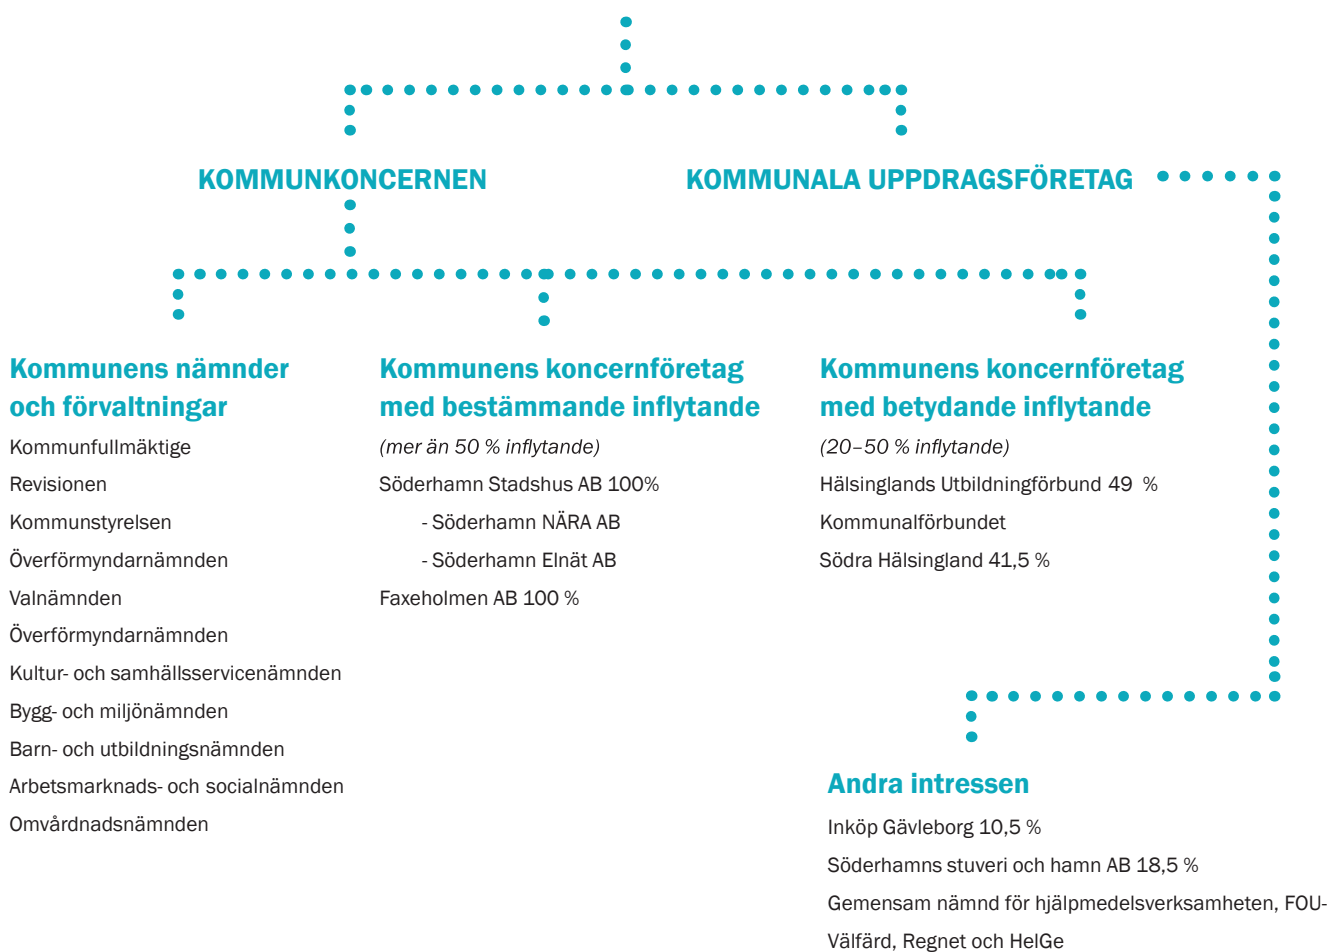 KOMMUNKONCERNEN
KOMMUNALA UPPDRAGSFÖRETAG
Kommunens nämnder
och förvaltningar
Kommunfullmäktige
Revisionen
Kommunstyrelsen
Överförmyndarnämnden
Valnämnden
Överförmyndarnämnden
Kultur- och samhällsservicenämnden
Bygg- och miljönämnden
Barn- och utbildningsnämnden
Arbetsmarknads- och socialnämnden
Omvårdnadsnämnden
Kommunens koncernföretag
med bestämmande inflytande
(mer än 50 % inflytande)
Söderhamn Stadshus AB 100%
- Söderhamn NÄRA AB
- Söderhamn Elnät AB
Faxeholmen AB 100 %
Kommunens koncernföretag
med betydande inflytande
(20–50 % inflytande)
Hälsinglands Utbildningförbund 49 %
Kommunalförbundet
Södra Hälsingland 41,5 %
Andra intressen
Inköp Gävleborg 10,5 %
Söderhamns stuveri och hamn AB 18,5 %
Gemensam nämnd för hjälpmedelsverksamheten, FOU-
Välfärd, Regnet och HelGe